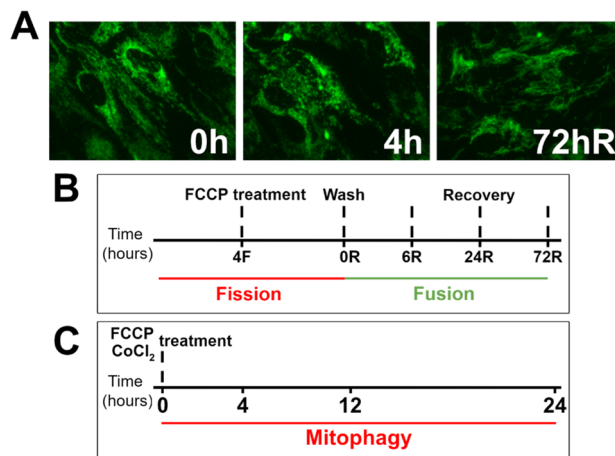 A
0h 4h 72hR
B
FCCP treatment Wash Recovery
Time
(hours)
4F 0R 6R 24R 72R
Fission Fusion
C
FCCP
CoCl₂ treatment
Time
(hours)
0 4 12 24
Mitophagy